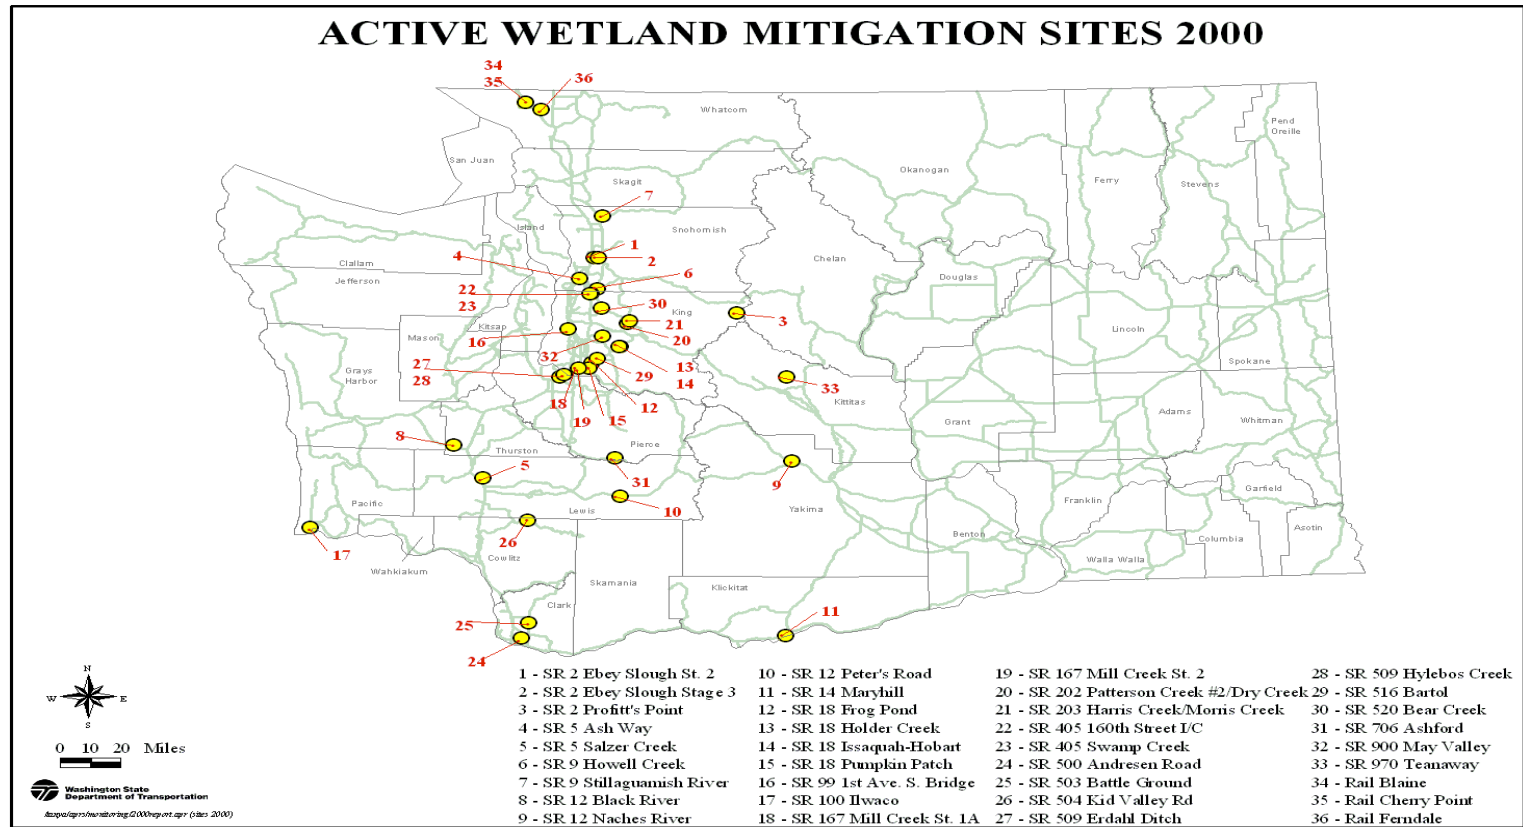 ACTIVE WETLAND MITIGATION SITES 2000
34
35
36
Whatcom
Pend
Oreille
San Juan
Okanogan
Ferry
Stevens
Skagit
7
Island
Snohomish
1
2
4
Clallam
Chelan
Jefferson
6
Douglas
22
23
30
King
21
3
Kitsap
Mason
16
20
Lincoln
32
13
14
27
28
29
Spokane
Grays
Harbor
33
18
12
Kittitas
19
15
Adams
Whitman
Grant
8
Pierce
Thurston
5
31
9
Garfield
Pacific
10
Lewis
Yakima
Franklin
Asotin
17
26
Benton
Columbia
Cowlitz
Walla Walla
Wahkiakum
Skamania
Klickitat
Clark
11
25
24
N
W E
S
0 10 20 Miles
Washington State
Department of Transportation
1 - SR 2 Ebey Slough St. 2
2 - SR 2 Ebey Slough Stage 3
3 - SR 2 Profitt's Point
4 - SR 5 Ash Way
5 - SR 5 Salzer Creek
6 - SR 9 Howell Creek
7 - SR 9 Stillaguamish River
8 - SR 12 Black River
9 - SR 12 Naches River
10 - SR 12 Peter's Road
11 - SR 14 Maryhill
12 - SR 18 Frog Pond
13 - SR 18 Holder Creek
14 - SR 18 Issaquah-Hobart
15 - SR 18 Pumpkin Patch
16 - SR 99 1st Ave. S. Bridge
17 - SR 100 Ilwaco
18 - SR 167 Mill Creek St. 1A
19 - SR 167 Mill Creek St. 2
20 - SR 202 Patterson Creek #2/Dry Creek
21 - SR 203 Harris Creek/Morris Creek
22 - SR 405 160th Street I/C
23 - SR 405 Swamp Creek
24 - SR 500 Andresen Road
25 - SR 503 Battle Ground
26 - SR 504 Kid Valley Rd
27 - SR 509 Erdahl Ditch
28 - SR 509 Hylebos Creek
29 - SR 516 Bartol
30 - SR 520 Bear Creek
31 - SR 706 Ashford
32 - SR 900 May Valley
33 - SR 970 Teanaway
34 - Rail Blaine
35 - Rail Cherry Point
36 - Rail Ferndale